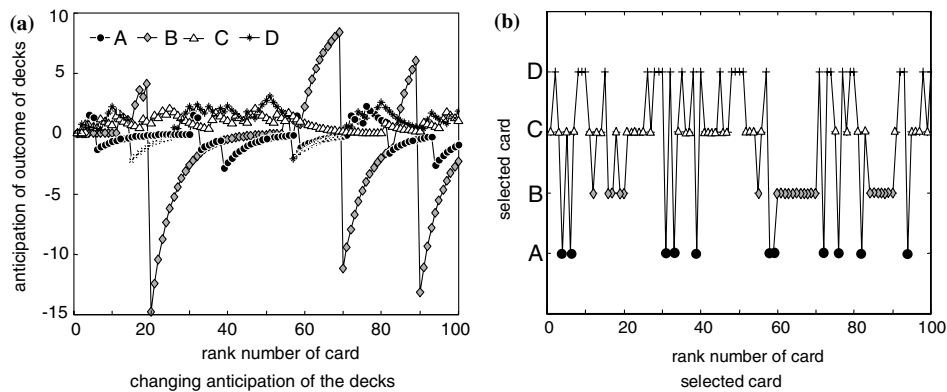 (a)
10
5
0
-5
-10
-15
A B C D
anticipation of outcome of decks
0 20 40 60 80 100
rank number of card
changing anticipation of the decks
(b)
D
C
B
A
selected card
0 20 40 60 80 100
rank number of card
selected card